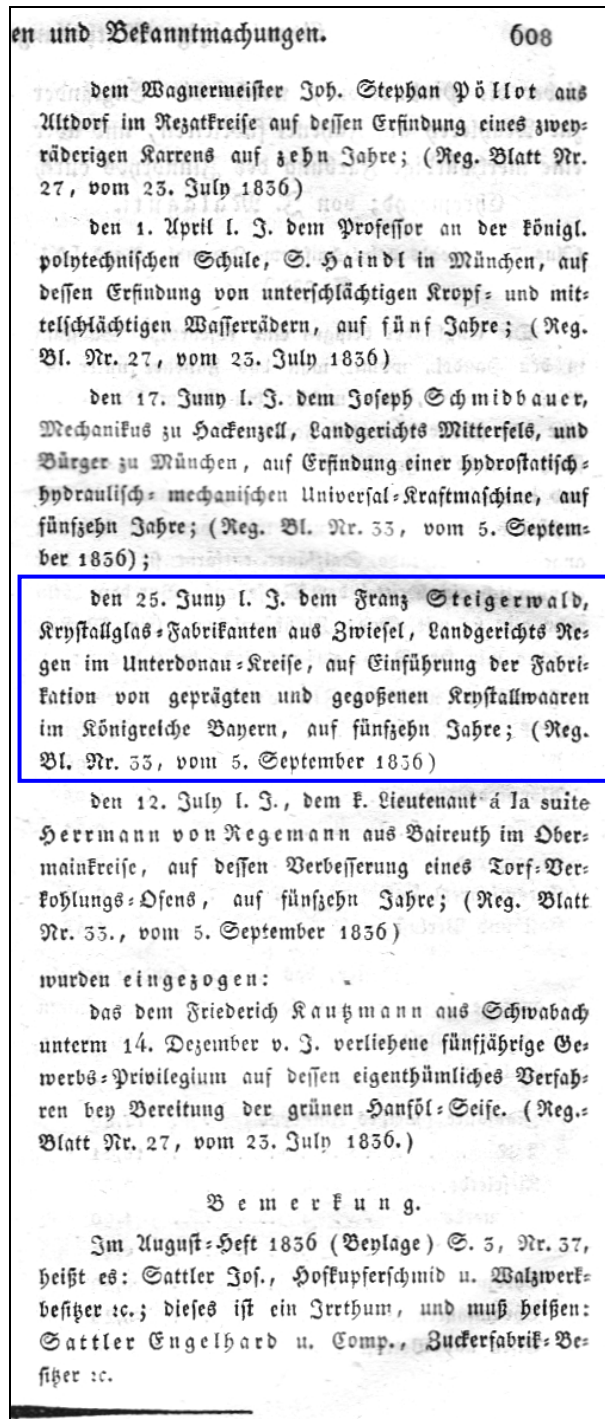 en und Bekanntmachungen. 608
dem Wagnermeister Joh. Stephan Pöllot aus
Altdorf im Rezatkreise auf dessen Erfindung eines zwey-
räderigen Karrens auf zehn Jahre; (Reg. Blatt Nr.
27, vom 23. July 1836)
den 1. April l. J. dem Professor an der königl.
polytechnischen Schule, S. Haindl in München, auf
dessen Erfindung von unterschlächtigen Kropf- und mit-
telschlächtigen Wasserrädern, auf fünf Jahre; (Reg.
Bl. Nr. 27, vom 23. July 1836)
den 17. Juny l. J. dem Joseph Schmidbauer,
Mechanikus zu Hackenzell, Landgerichts Mitterfels, und
Bürger zu München, auf Erfindung einer hydrostatisch-
hydraulisch-mechanischen Universal-Kraftmaschine, auf
fünfzehn Jahre; (Reg. Bl. Nr. 33, vom 5. Septem-
ber 1836);
den 25. Juny l. J. dem Franz Steigerwald,
Krystallglas-Fabrikanten aus Zwiesel, Landgerichts Re-
gen im Unterdonau-Kreise, auf Einführung der Fabri-
kation von geprägten und gegoßenen Krystallwaaren
im Königreiche Bayern, auf fünfzehn Jahre; (Reg.
Bl. Nr. 33, vom 5. September 1836)
den 12. July l. J., dem k. Lieutenant á la suite
Herrmann von Regemann aus Baireuth im Ober-
mainkreise, auf dessen Verbesserung eines Torf-Ver-
kohlungs-Ofens, auf fünfzehn Jahre; (Reg. Blatt
Nr. 33., vom 5. September 1836)
wurden eingezogen:
das dem Friederich Kautzmann aus Schwabach
unterm 14. Dezember v. J. verliehene fünfjährige Ge-
werbs-Privilegium auf dessen eigenthümliches Verfah-
ren bey Bereitung der grünen Hanföl-Seife. (Reg.-
Blatt Nr. 27, vom 23. July 1836.)
Bemerkung.
Im August-Heft 1836 (Beylage) S. 3, Nr. 37,
heißt es: Sattler Jos., Hofkupferschmid u. Walzwerk-
besitzer ꝛc.; dieses ist ein Irrthum, und muß heißen:
Sattler Engelhard u. Comp., Zuckerfabrik-Be-
sitzer ꝛc.